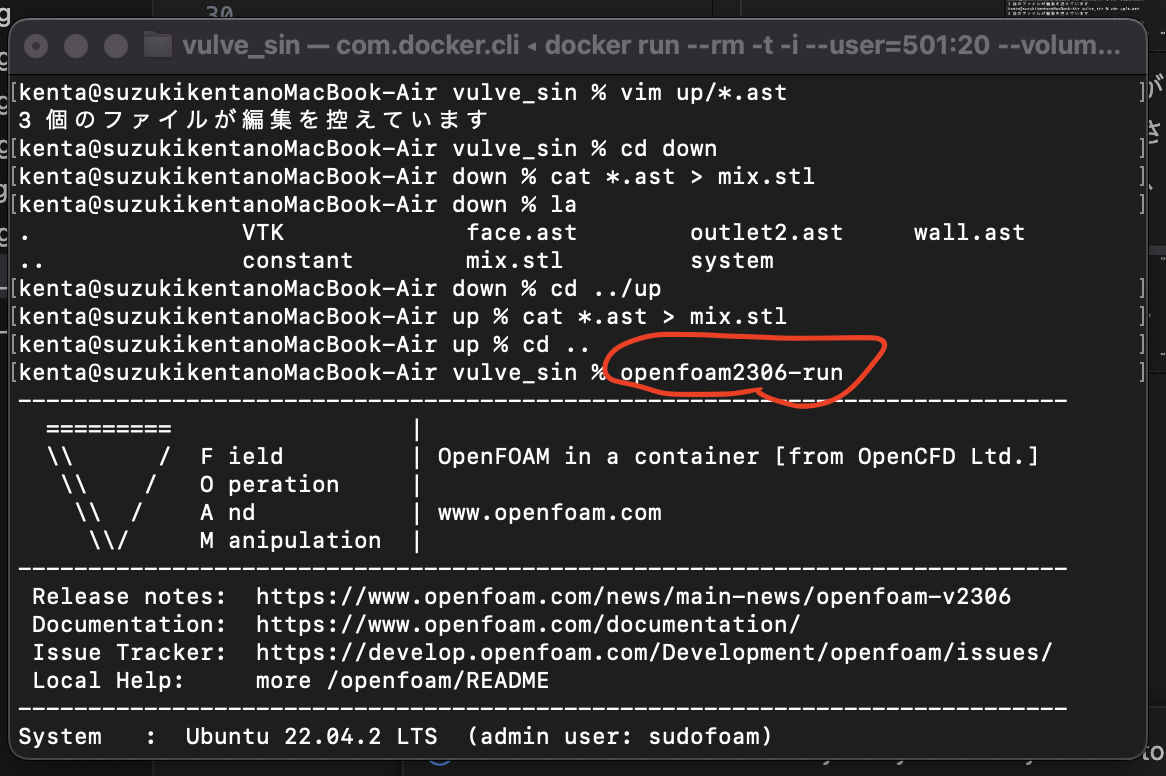 30
vulve_sin — com.docker.cli ◂ docker run --rm -t -i --user=501:20 --volum...
[kenta@suzukikentanoMacBook-Air vulve_sin % vim up/*.ast ]
3 個のファイルが編集を控えています
[kenta@suzukikentanoMacBook-Air vulve_sin % cd down ]
[kenta@suzukikentanoMacBook-Air down % cat *.ast > mix.stl ]
[kenta@suzukikentanoMacBook-Air down % la ]
. VTK face.ast outlet2.ast wall.ast
.. constant mix.stl system
[kenta@suzukikentanoMacBook-Air down % cd ../up ]
[kenta@suzukikentanoMacBook-Air up % cat *.ast > mix.stl ]
[kenta@suzukikentanoMacBook-Air up % cd .. ]
[kenta@suzukikentanoMacBook-Air vulve_sin % openfoam2306-run ]
---------------------------------------------------------------------------
========= |
\\ / F ield | OpenFOAM in a container [from OpenCFD Ltd.]
\\ / O peration |
\\ / A nd | www.openfoam.com
\\/ M anipulation |
---------------------------------------------------------------------------
Release notes: https://www.openfoam.com/news/main-news/openfoam-v2306
Documentation: https://www.openfoam.com/documentation/
Issue Tracker: https://develop.openfoam.com/Development/openfoam/issues/
Local Help: more /openfoam/README
---------------------------------------------------------------------------
System : Ubuntu 22.04.2 LTS (admin user: sudofoam)